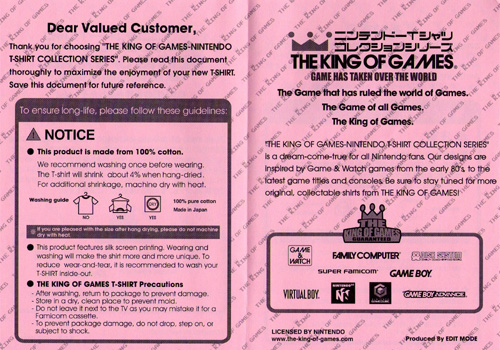 Dear Valued Customer,
Thank you for choosing "THE KING OF GAMES-NINTENDO
T-SHIRT COLLECTION SERIES". Please read this document
thoroughly to maximize the enjoyment of your new T-SHIRT.
Save this document for future reference.
To ensure long-life, please follow these guidelines:
NOTICE
● This product is made from 100% cotton.
We recommend washing once before wearing.
The T-shirt will shrink about 4% when hang-dried.
For additional shrinkage, machine dry with heat.
Washing guide
NO
YES
YES
100% pure cotton
Made in Japan
If you are pleased with the size after hang drying, please do not machine
dry with heat.
● This product features silk screen printing. Wearing and
washing will make the shirt more and more unique. To
reduce wear-and-tear, it is recommended to wash your
T-SHIRT inside-out.
● THE KING OF GAMES T-SHIRT Precautions
- After washing, return to package to prevent damage.
- Store in a dry, clean place to prevent mold.
- Do not leave it next to the TV as you may mistake it for a
Famicom cassette.
- To prevent package damage, do not drop, step on, or
subject to shock.
ニンテンドーTシャツ
コレクションシリーズ
THE KING OF GAMES
GAME HAS TAKEN OVER THE WORLD
The Game that has ruled the world of Games.
The Game of all Games.
The King of Games.
"THE KING OF GAMES-NINTENDO T-SHIRT COLLECTION SERIES"
is a dream-come-true for all Nintendo fans. Our designs are
inspired by Game & Watch games from the early 80's, to the
latest game titles and consoles. Be sure to stay tuned for more
original, collectable shirts from THE KING OF GAMES!
THE
KING OF GAMES
GUARANTEED
GAME & WATCH
FAMILY COMPUTER
SUPER FAMICOM
GAME BOY
VIRTUAL BOY
GAME BOY ADVANCE
LICENSED BY NINTENDO
www.the-king-of-games.com
Produced By EDIT MODE